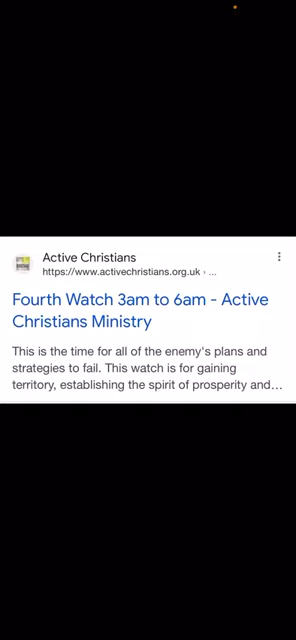 Active Christians
https://www.activechristians.org.uk › ...
Fourth Watch 3am to 6am - Active
Christians Ministry
This is the time for all of the enemy's plans and
strategies to fail. This watch is for gaining
territory, establishing the spirit of prosperity and...